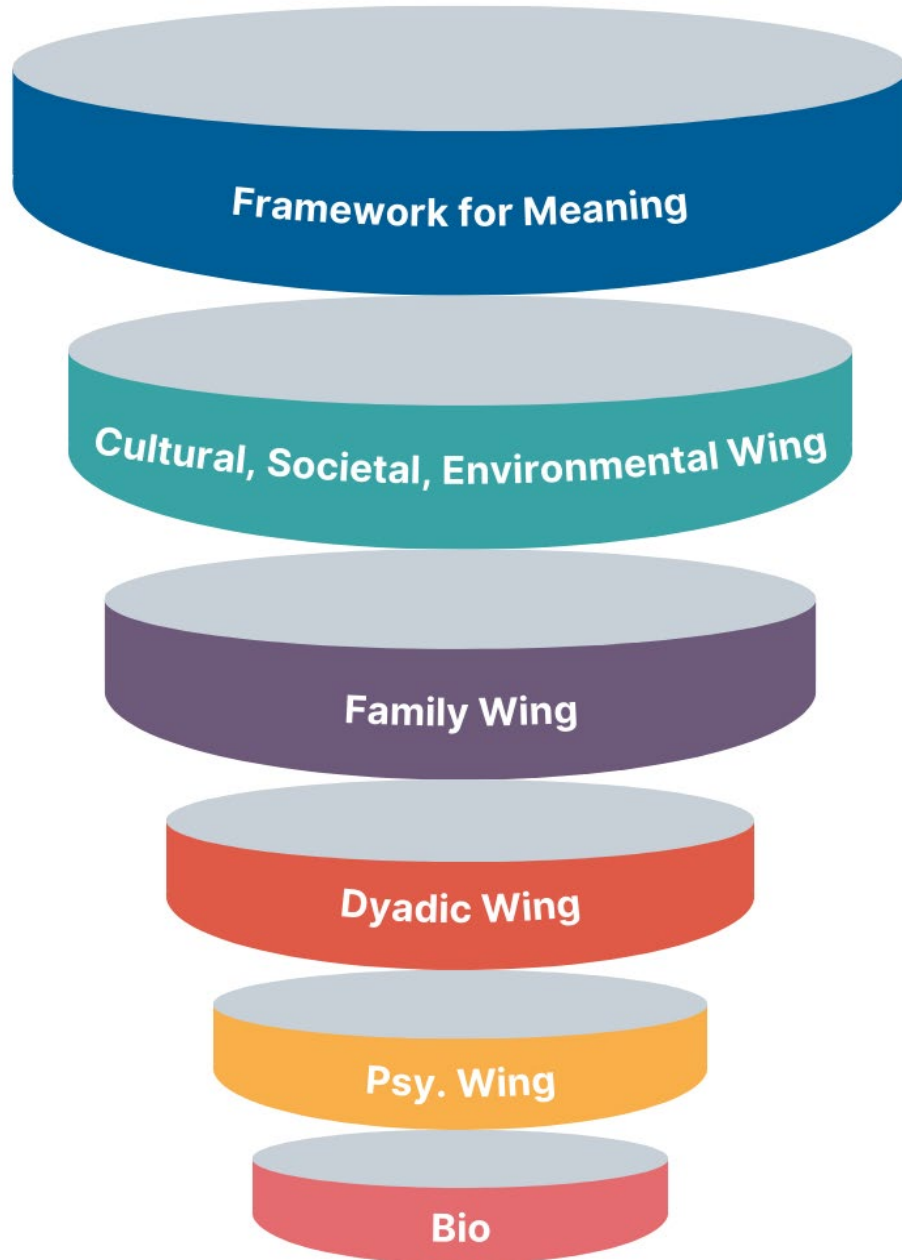 Framework for Meaning
Cultural, Societal, Environmental Wing
Family Wing
Dyadic Wing
Psy. Wing
Bio